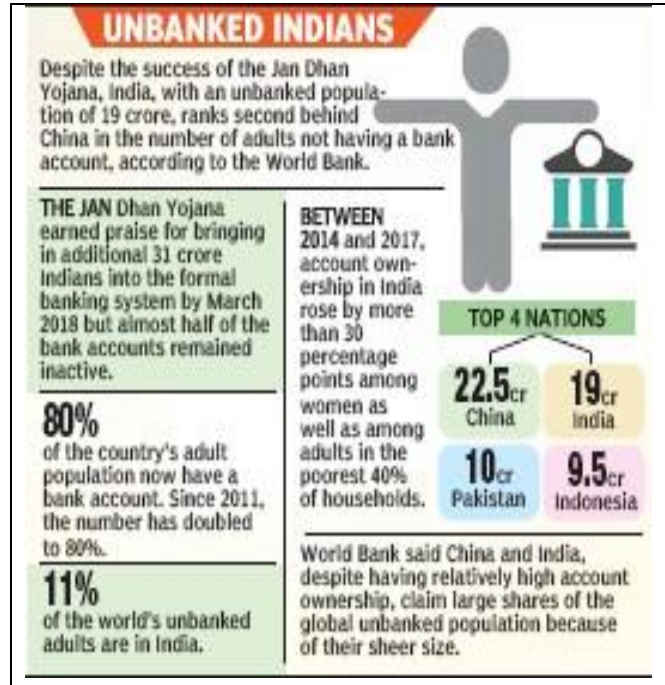 UNBANKED INDIANS
Despite the success of the Jan Dhan
Yojana, India, with an unbanked popula-
tion of 19 crore, ranks second behind
China in the number of adults not having a bank
account, according to the World Bank.
THE JAN Dhan Yojana
earned praise for bringing
in additional 31 crore
Indians into the formal
banking system by March
2018 but almost half of the
bank accounts remained
inactive.
80%
of the country's adult
population now have a
bank account. Since 2011,
the number has doubled
to 80%.
11%
of the world's unbanked
adults are in India.
BETWEEN
2014 and 2017,
account own-
ership in India
rose by more
than 30
percentage
points among
women as
well as among
adults in the
poorest 40%
of households.
TOP 4 NATIONS
22.5cr
China
19cr
India
10cr
Pakistan
9.5cr
Indonesia
World Bank said China and India,
despite having relatively high account
ownership, claim large shares of the
global unbanked population because
of their sheer size.